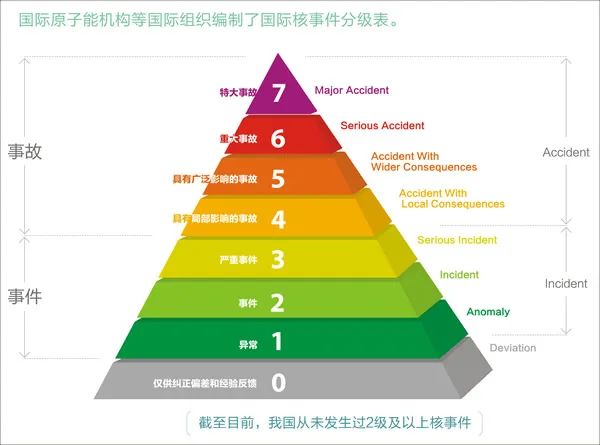 国际原子能机构等国际组织编制了国际核事件分级表。
特大事故 7 Major Accident
重大事故 6 Serious Accident
事故
Accident
具有广泛影响的事故 5 Accident With
Wider Consequences
具有局部影响的事故 4 Accident With
Local Consequences
严重事件 3 Serious Incident
事件
Incident
事件 2 Incident
异常 1 Anomaly
Deviation
仅供纠正偏差和经验反馈 0
截至目前，我国从未发生过2级及以上核事件